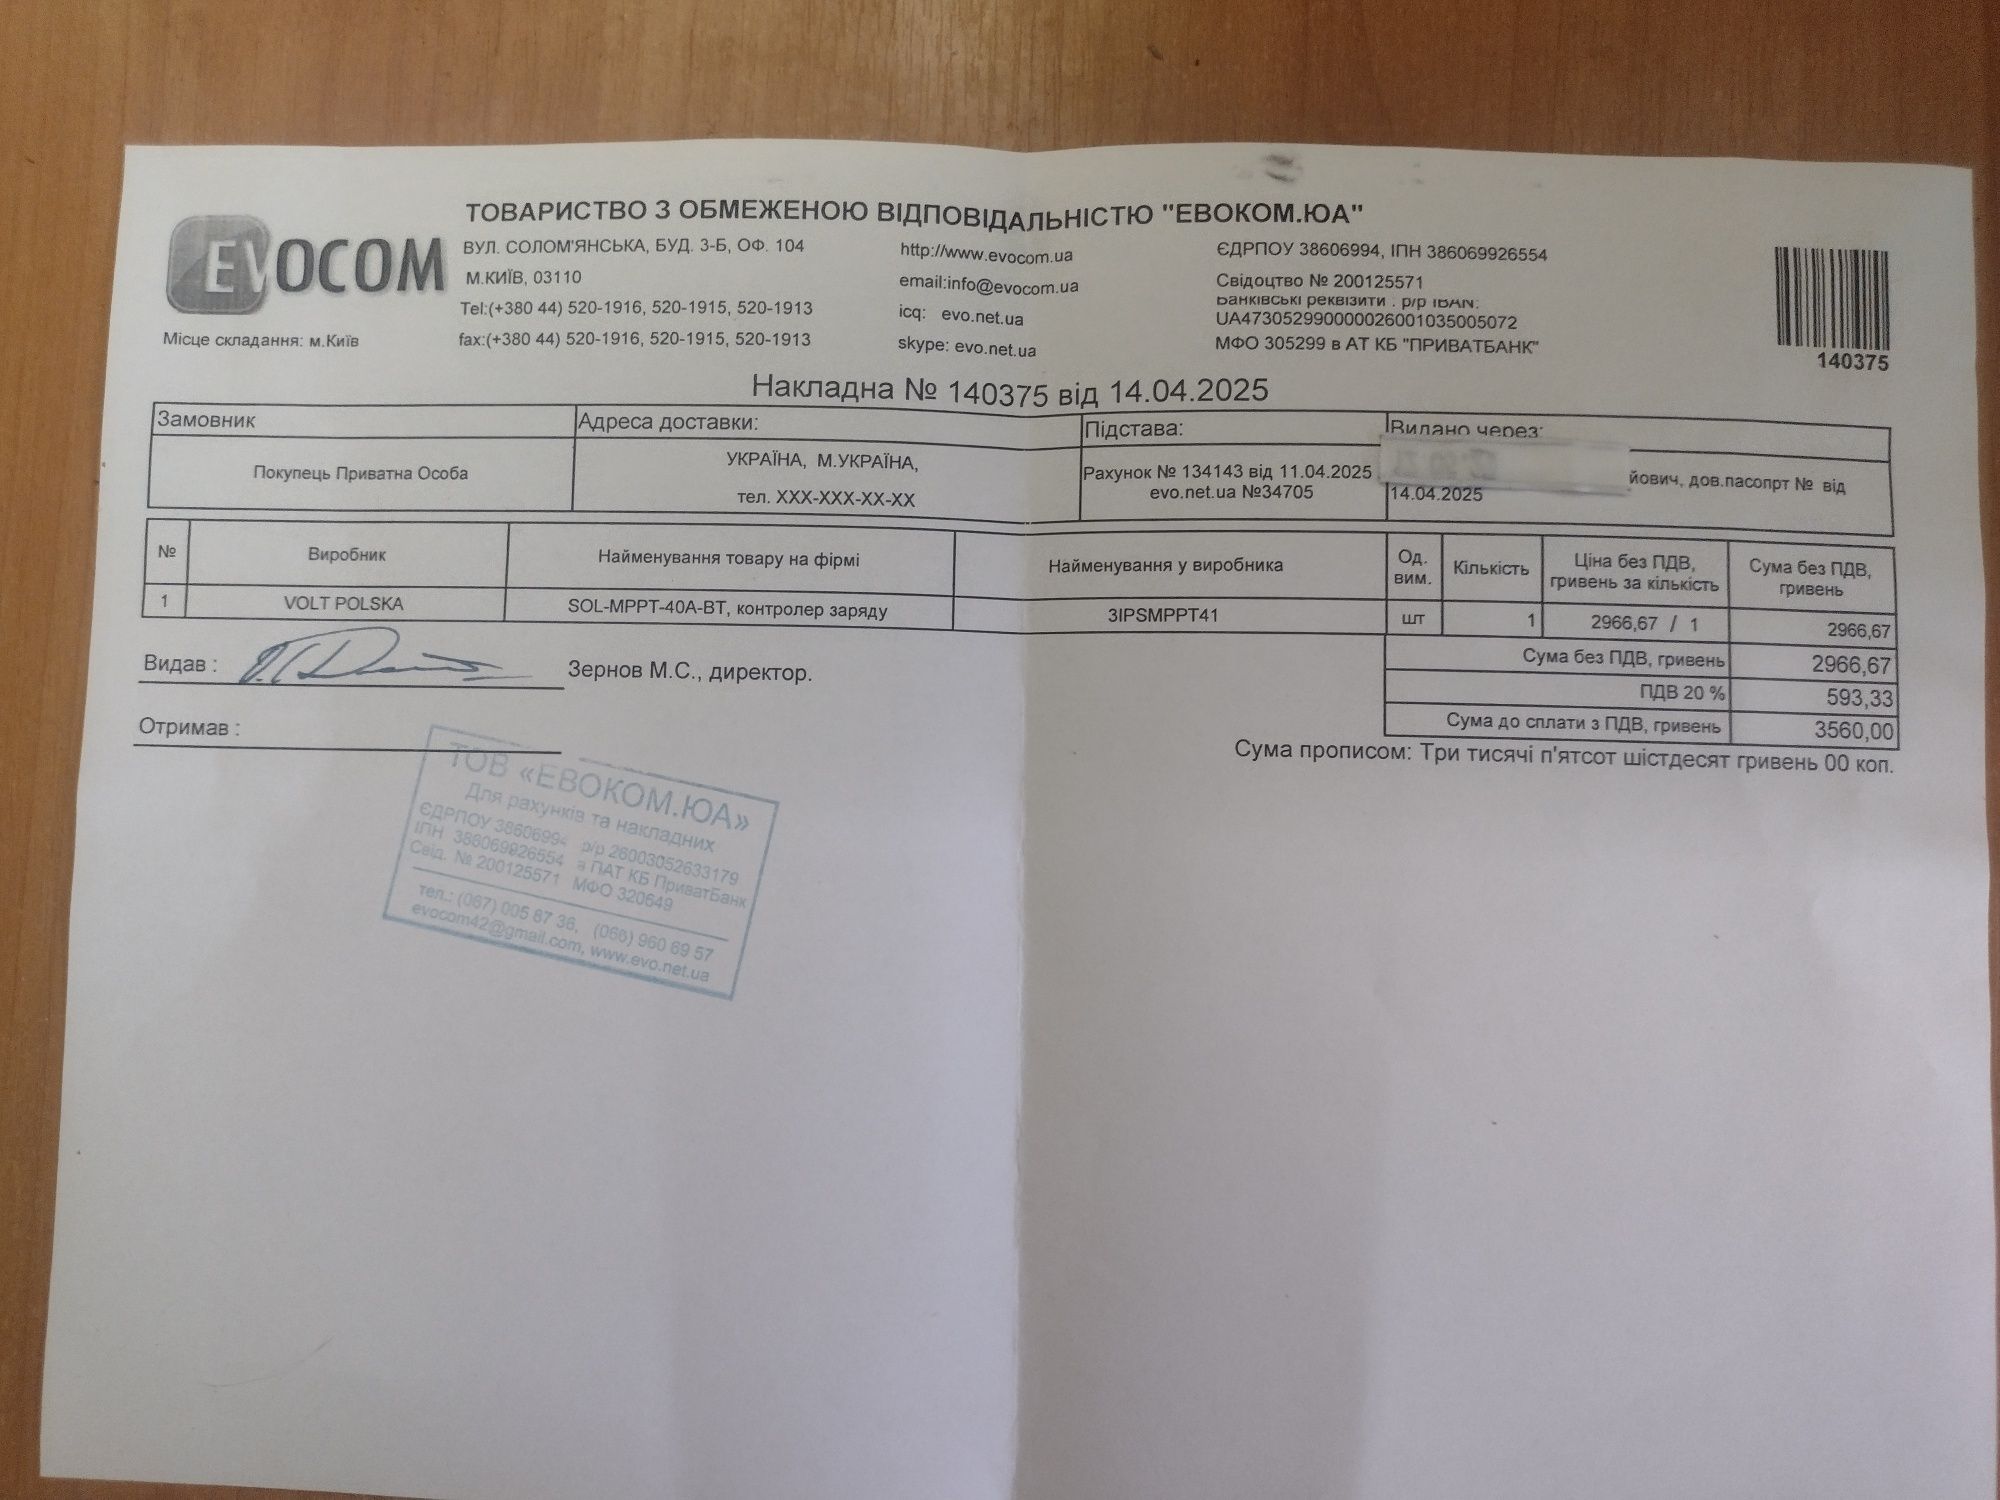 EVOCOM
ТОВАРИСТВО З ОБМЕЖЕНОЮ ВІДПОВІДАЛЬНІСТЮ "ЕВОКОМ.ЮА"
ВУЛ. СОЛОМ'ЯНСЬКА, БУД. 3-Б, ОФ. 104
М.КИЇВ, 03110
Tel:(+380 44) 520-1916, 520-1915, 520-1913
fax:(+380 44) 520-1916, 520-1915, 520-1913
http://www.evocom.ua
email:info@evocom.ua
icq: evo.net.ua
skype: evo.net.ua
ЄДРПОУ 38606994, ІПН 386069926554
Свідоцтво № 200125571
Банківські реквізити : р/р IBAN:
UA473052990000026001035005072
МФО 305299 в АТ КБ "ПРИВАТБАНК"
140375
Місце складання: м.Київ
Накладна № 140375 від 14.04.2025
Замовник
Адреса доставки:
Підстава:
Видано через:
Покупець Приватна Особа
УКРАЇНА, М.УКРАЇНА,
тел. XXX-XXX-XX-XX
Рахунок № 134143 від 11.04.2025
evo.net.ua №34705
йович, дов.пасопрт № від
14.04.2025
№
Виробник
Найменування товару на фірмі
Найменування у виробника
Од. вим.
Кількість
Ціна без ПДВ, гривень за кількість
Сума без ПДВ, гривень
1
VOLT POLSKA
SOL-MPPT-40A-BT, контролер заряду
3IPSMPPT41
шт
1
2966,67 / 1
2966,67
Сума без ПДВ, гривень 2966,67
ПДВ 20 % 593,33
Сума до сплати з ПДВ, гривень 3560,00
Сума прописом: Три тисячі п'ятсот шістдесят гривень 00 коп.
Видав :
Зернов М.С., директор.
Отримав :
ТОВ «ЕВОКОМ.ЮА»
Для рахунків та накладних
ЄДРПОУ 38606994 р/р 26003052633179
ІПН 386069926554 в ПАТ КБ ПриватБанк
Свід. № 200125571 МФО 320649
тел.: (067) 005 87 36, (066) 960 69 57
evocom42@gmail.com, www.evo.net.ua